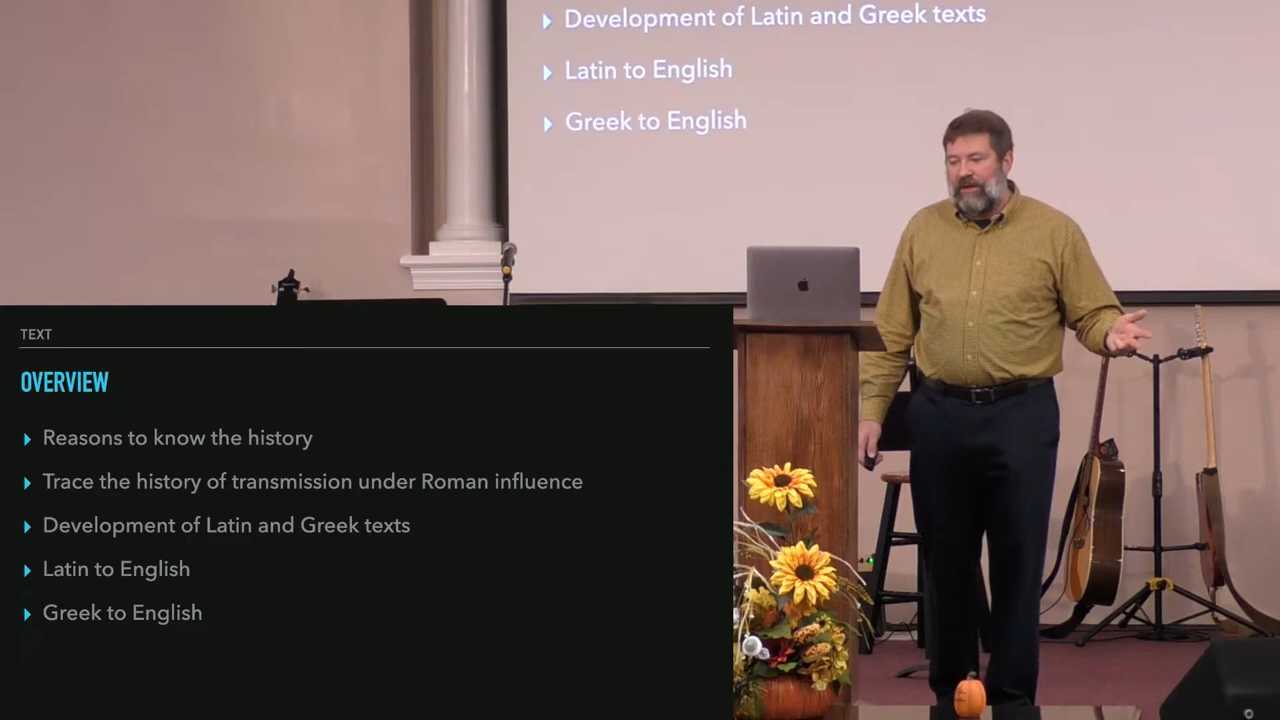 Development of Latin and Greek texts
Latin to English
Greek to English
TEXT
OVERVIEW
Reasons to know the history
Trace the history of transmission under Roman influence
Development of Latin and Greek texts
Latin to English
Greek to English